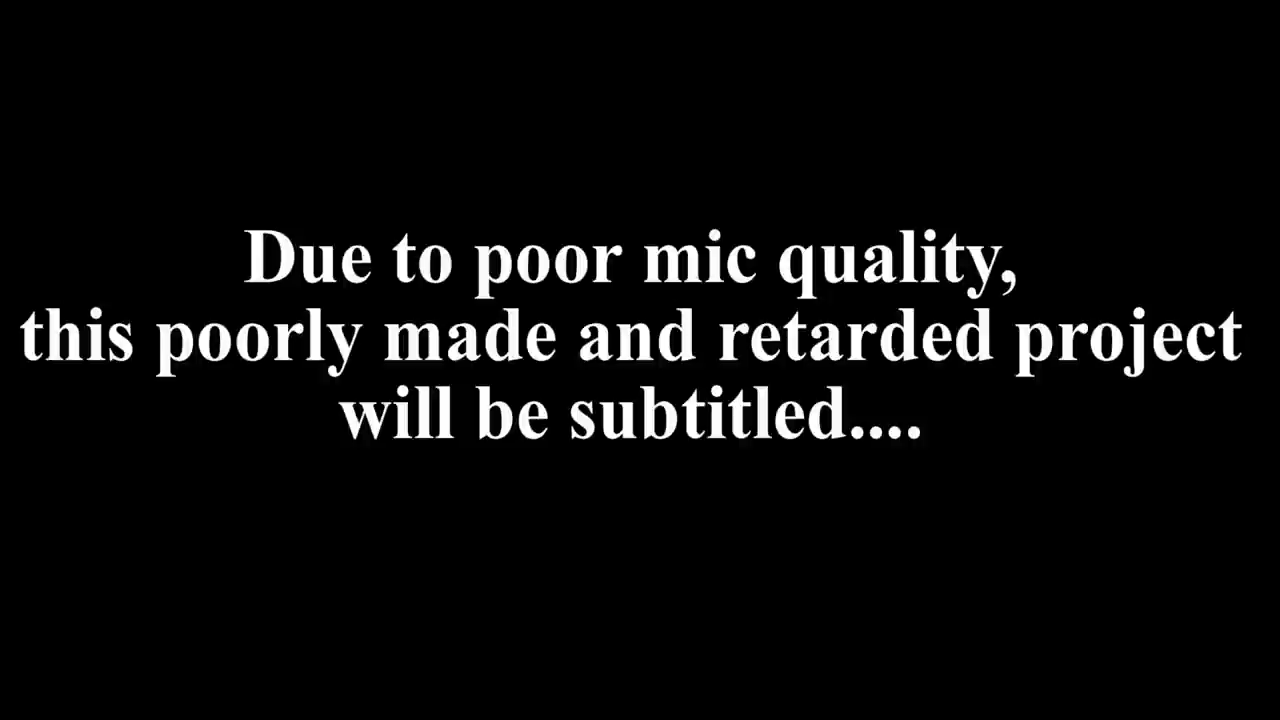 Due to poor mic quality,
this poorly made and retarded project
will be subtitled....